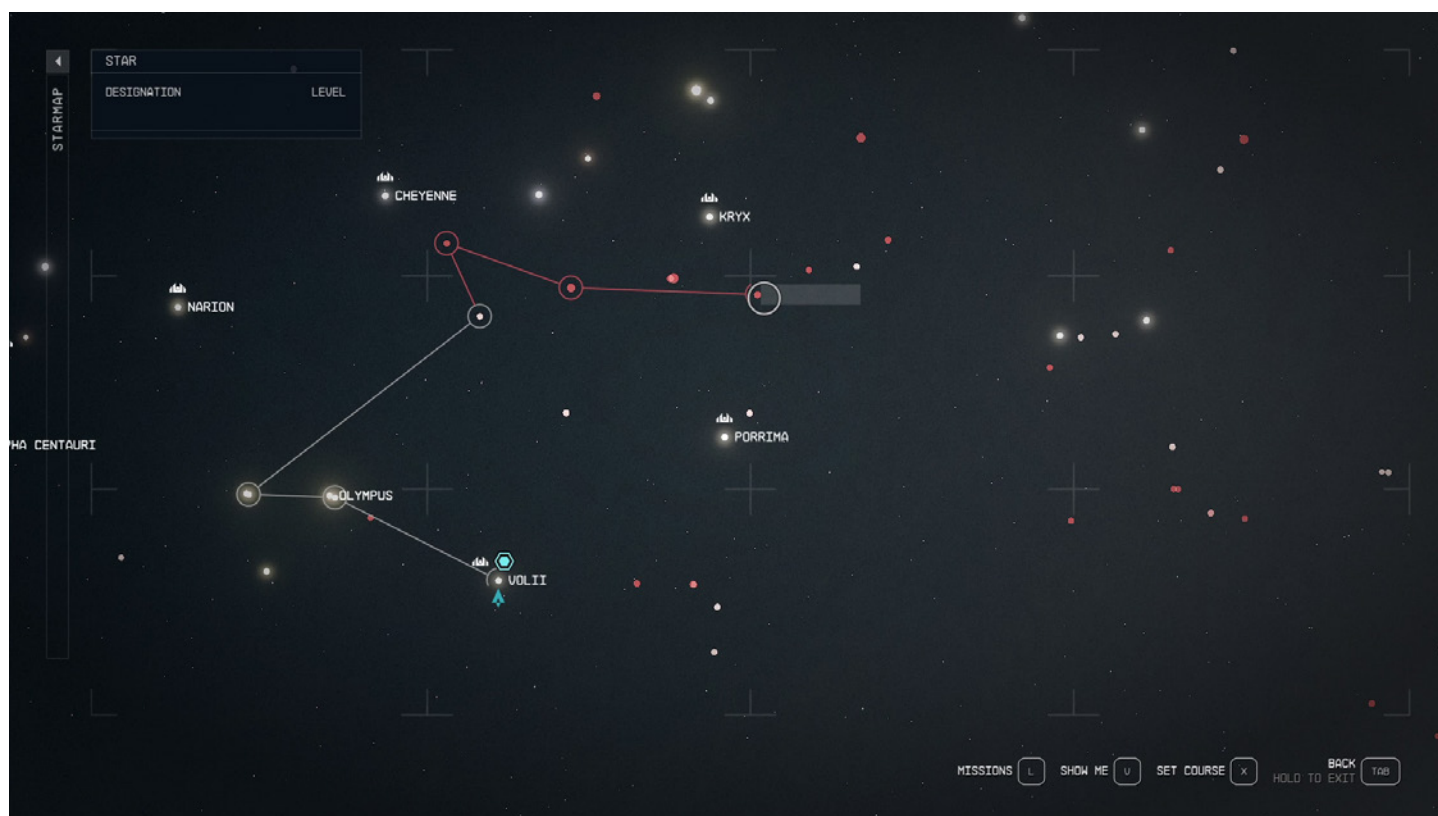 STAR
DESIGNATION LEVEL
STARMAP
CHEYENNE
KRYX
NARION
PHA CENTAURI
PORRIMA
OLYMPUS
VOLII
MISSIONS L
SHOW ME V
SET COURSE X
BACK
HOLD TO EXIT TAB